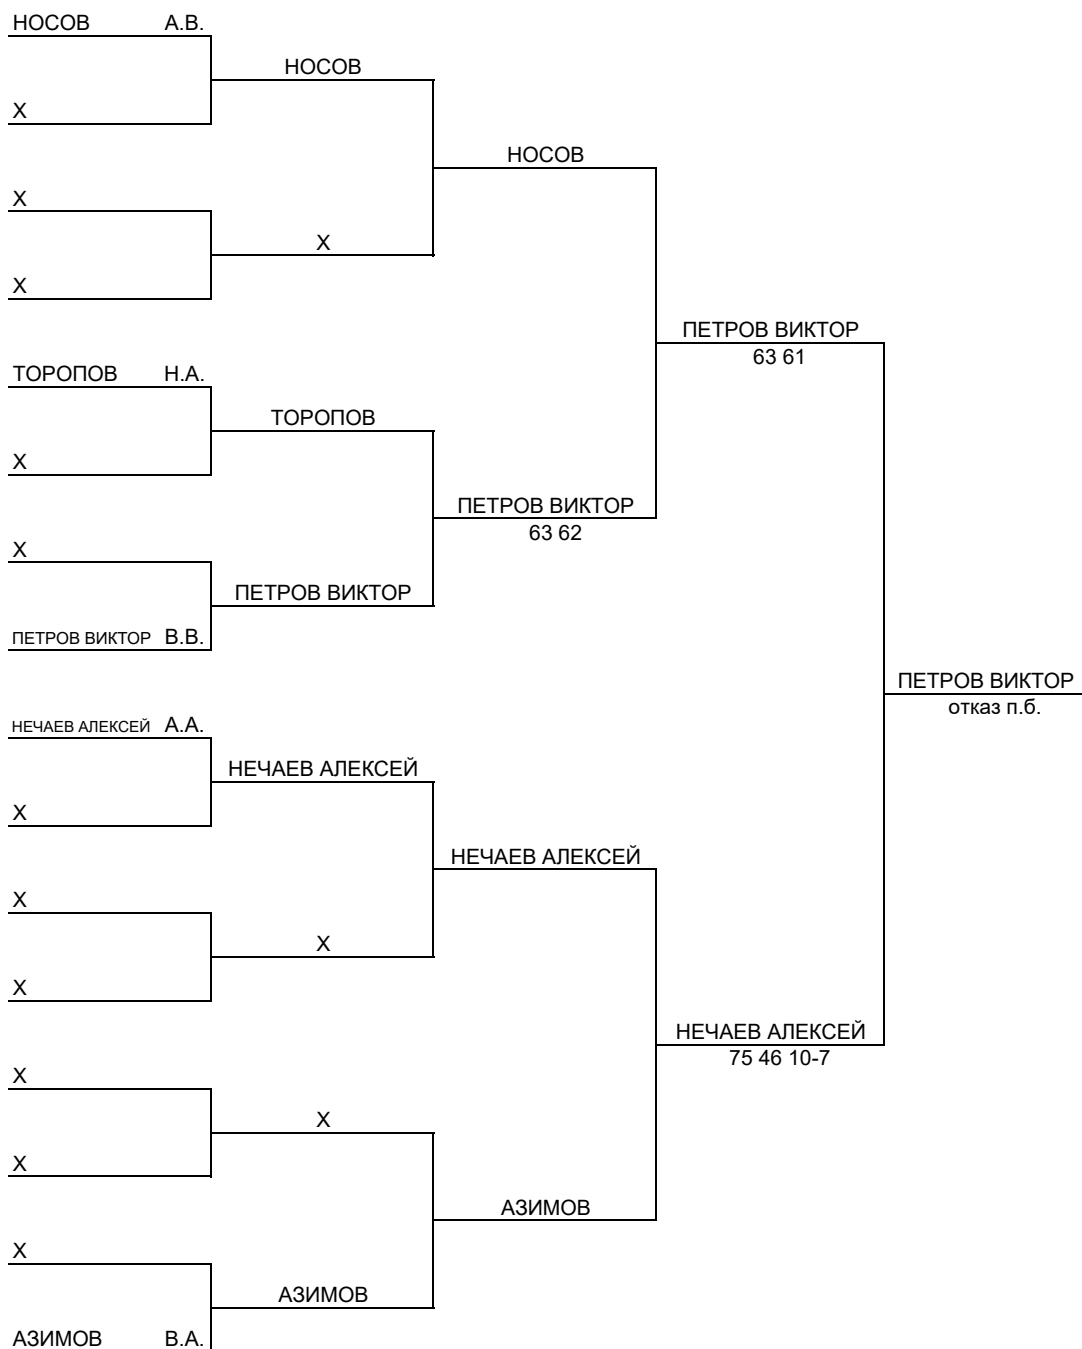 НОСОВ А.В.
НОСОВ
Х
НОСОВ
Х
Х
Х
ПЕТРОВ ВИКТОР
63 61
ТОРОПОВ Н.А.
ТОРОПОВ
Х
ПЕТРОВ ВИКТОР
63 62
Х
ПЕТРОВ ВИКТОР
ПЕТРОВ ВИКТОР В.В.
ПЕТРОВ ВИКТОР
отказ п.б.
НЕЧАЕВ АЛЕКСЕЙ А.А.
НЕЧАЕВ АЛЕКСЕЙ
Х
НЕЧАЕВ АЛЕКСЕЙ
Х
Х
Х
НЕЧАЕВ АЛЕКСЕЙ
75 46 10-7
Х
Х
Х
АЗИМОВ
Х
АЗИМОВ
АЗИМОВ В.А.